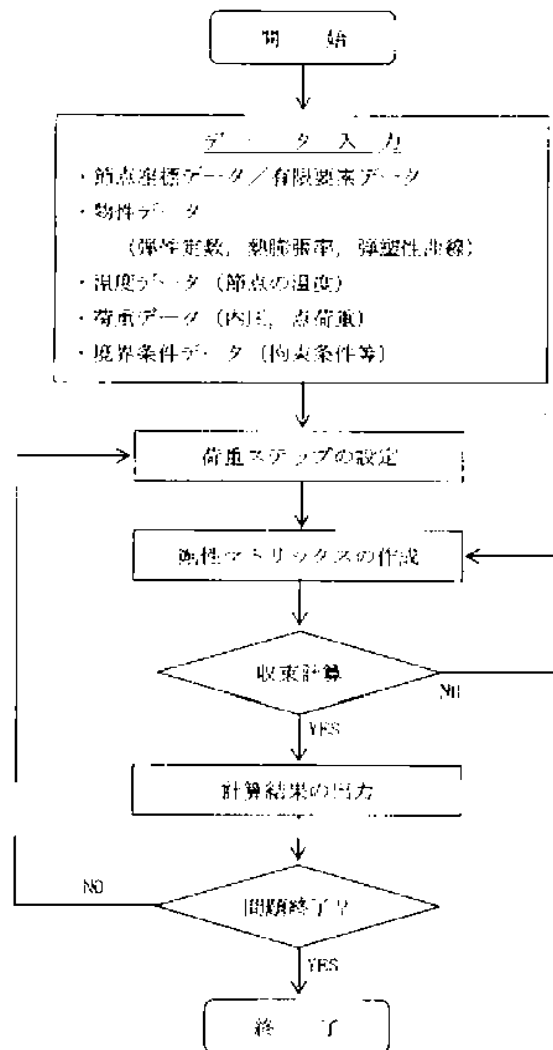 開　始
データ入力
・節点座標データ／有限要素データ
・物性データ
（弾性定数，熱膨張率，弾塑性曲線）
・温度データ（節点の温度）
・荷重データ（内圧，点荷重）
・境界条件データ（拘束条件等）
荷重ステップの設定
剛性マトリックスの作成
収束計算
NO
YES
計算結果の出力
NO
問題終了？
YES
終　了